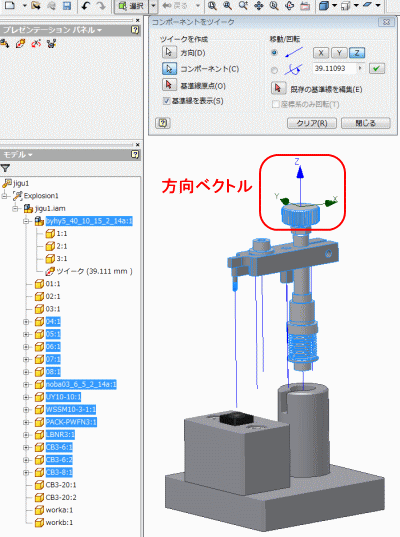 選択
戻る
プレゼンテーション パネル
コンポーネントをツイーク
ツイークを作成
移動/回転
方向(D)
X Y Z
コンポーネント(C)
39.11093
基準線原点(O)
既存の基準線を編集(E)
基準線を表示(S)
座標系のみ回転(T)
クリア(R)
閉じる
モデル
jigu1
Explosion1
jigu1.iam
pyhy5_40_10_15_2_14a:1
1:1
2:1
3:1
ツイーク (39.111 mm )
01:1
02:1
03:1
04:1
05:1
06:1
07:1
08:1
noba03_6_5_2_14a:1
UY10-10:1
WSSM10-3-1:1
PACK-PWFN3:1
LBNR3:1
CB3-6:1
CB3-6:2
CB3-8:1
CB3-20:1
CB3-20:2
worka:1
workb:1
方向ベクトル
Z
Y
X